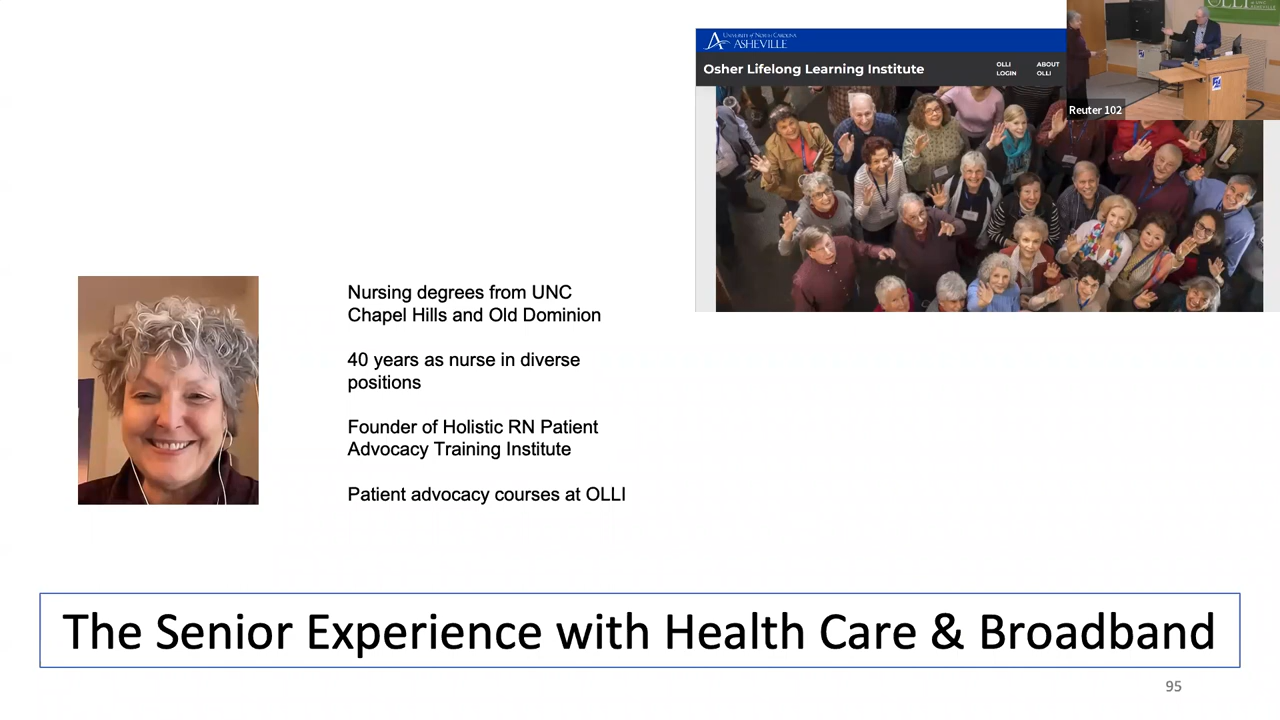 OLLI
UNIVERSITY OF NORTH CAROLINA
ASHEVILLE
Osher Lifelong Learning Institute
OLLI
LOGIN
ABOUT
OLLI
Reuter 102
Nursing degrees from UNC
Chapel Hills and Old Dominion
40 years as nurse in diverse
positions
Founder of Holistic RN Patient
Advocacy Training Institute
Patient advocacy courses at OLLI
The Senior Experience with Health Care & Broadband
95